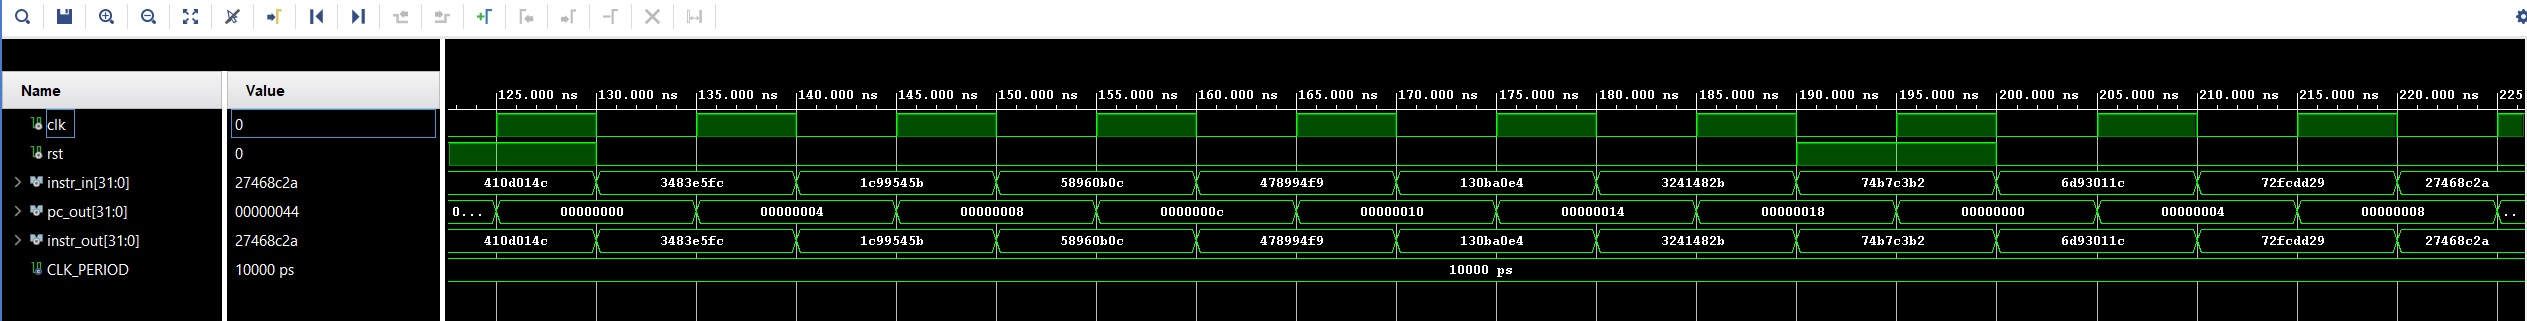 Name Value 125.000 ns 130.000 ns 135.000 ns 140.000 ns 145.000 ns 150.000 ns 155.000 ns 160.000 ns 165.000 ns 170.000 ns 175.000 ns 180.000 ns 185.000 ns 190.000 ns 195.000 ns 200.000 ns 205.000 ns 210.000 ns 215.000 ns 220.000 ns 225
clk 0
rst 0
instr_in[31:0] 27468c2a 410d014c 3483e5fc 1c99545b 58960b0c 478994f9 130ba0e4 3241482b 74b7c3b2 6d93011c 72fcdd29 27468c2a
pc_out[31:0] 00000044 0... 00000000 00000004 00000008 0000000c 00000010 00000014 00000018 00000000 00000004 00000008 ..
instr_out[31:0] 27468c2a 410d014c 3483e5fc 1c99545b 58960b0c 478994f9 130ba0e4 3241482b 74b7c3b2 6d93011c 72fcdd29 27468c2a
CLK_PERIOD 10000 ps 10000 ps